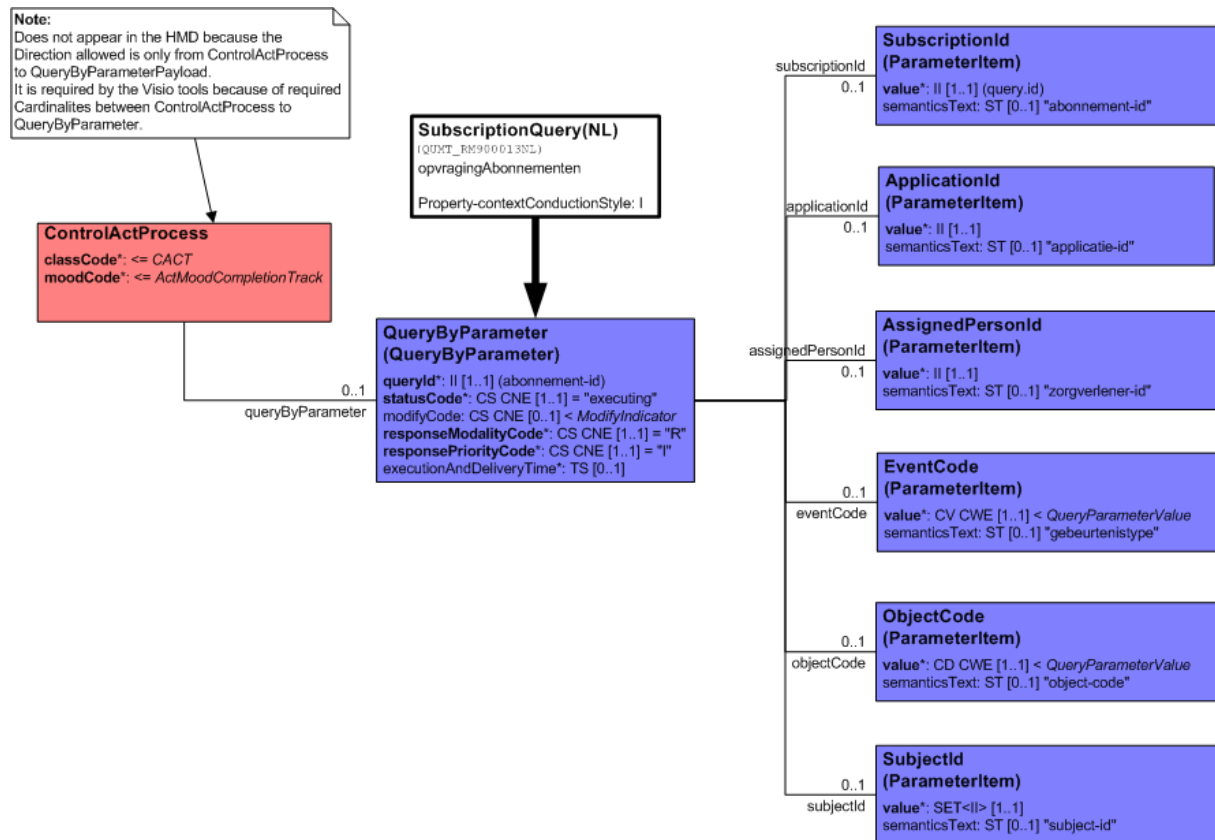 Note:
Does not appear in the HMD because the
Direction allowed is only from ControlActProcess
to QueryByParameterPayload.
It is required by the Visio tools because of required
Cardinalites between ControlActProcess to
QueryByParameter.
SubscriptionQuery(NL)
(QUMT_RM900013NL)
opvragingAbonnementen
Property-contextConductionStyle: I
ControlActProcess
classCode*: <= CACT
moodCode*: <= ActMoodCompletionTrack
0..1
queryByParameter
QueryByParameter
(QueryByParameter)
queryId*: II [1..1] (abonnement-id)
statusCode*: CS CNE [1..1] = "executing"
modifyCode: CS CNE [0..1] < ModifyIndicator
responseModalityCode*: CS CNE [1..1] = "R"
responsePriorityCode*: CS CNE [1..1] = "I"
executionAndDeliveryTime*: TS [0..1]
subscriptionId
0..1
SubscriptionId
(ParameterItem)
value*: II [1..1] (query.id)
semanticsText: ST [0..1] "abonnement-id"
applicationId
0..1
ApplicationId
(ParameterItem)
value*: II [1..1]
semanticsText: ST [0..1] "applicatie-id"
assignedPersonId
0..1
AssignedPersonId
(ParameterItem)
value*: II [1..1]
semanticsText: ST [0..1] "zorgverlener-id"
0..1
eventCode
EventCode
(ParameterItem)
value*: CV CWE [1..1] < QueryParameterValue
semanticsText: ST [0..1] "gebeurtenistype"
0..1
objectCode
ObjectCode
(ParameterItem)
value*: CD CWE [1..1] < QueryParameterValue
semanticsText: ST [0..1] "object-code"
0..1
subjectId
SubjectId
(ParameterItem)
value*: SET<II> [1..1]
semanticsText: ST [0..1] "subject-id"